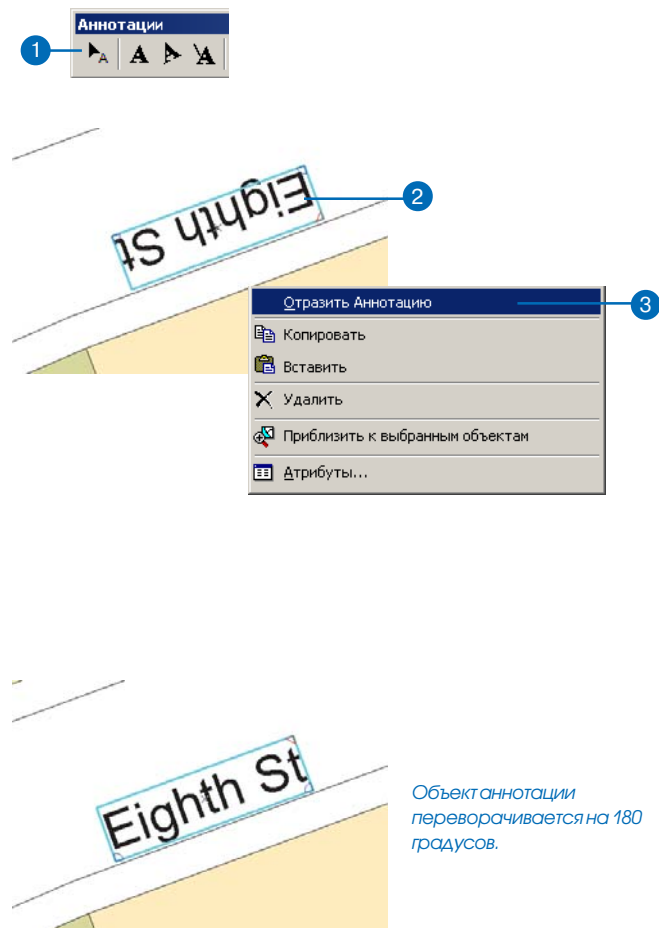 Аннотации
1
A A A A
Eighth St
2
Отразить Аннотацию
3
Копировать
Вставить
Удалить
Приблизить к выбранным объектам
Атрибуты...
Eighth St
Объект аннотации
переворачивается на 180
градусов.